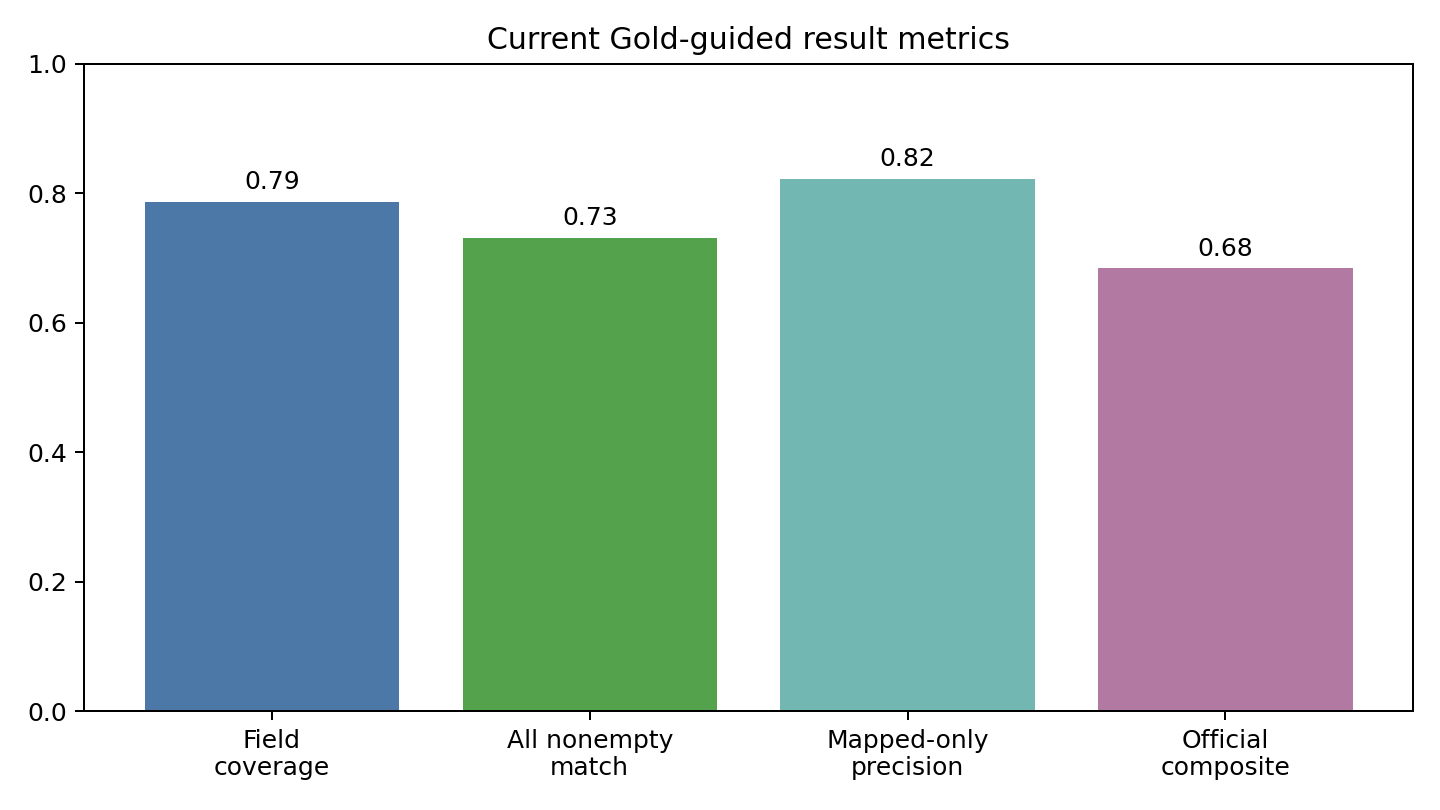 Current Gold-guided result metrics
1.0
0.8
0.6
0.4
0.2
0.0
0.79
0.73
0.82
0.68
Field
coverage
All nonempty
match
Mapped-only
precision
Official
composite